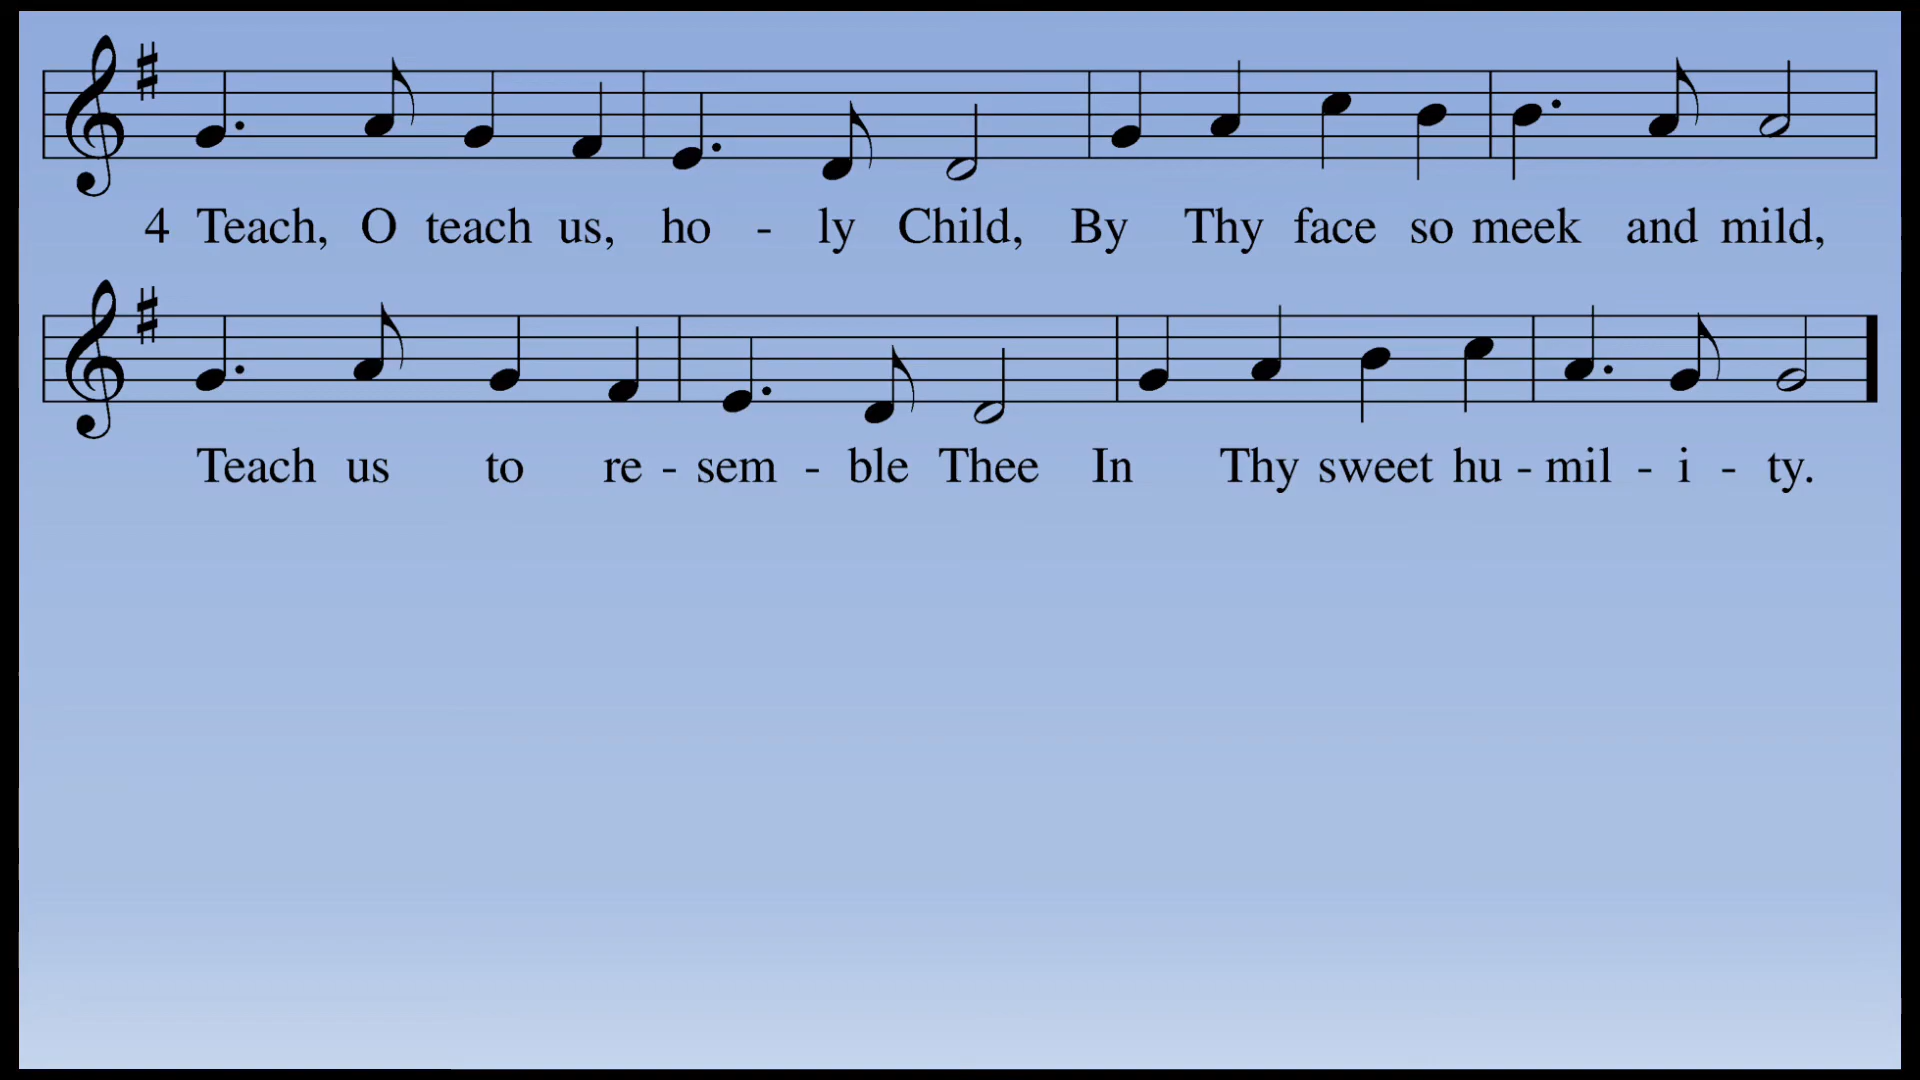 4 Teach, O teach us, ho - ly Child, By Thy face so meek and mild,
Teach us to re - sem - ble Thee In Thy sweet hu - mil - i - ty.